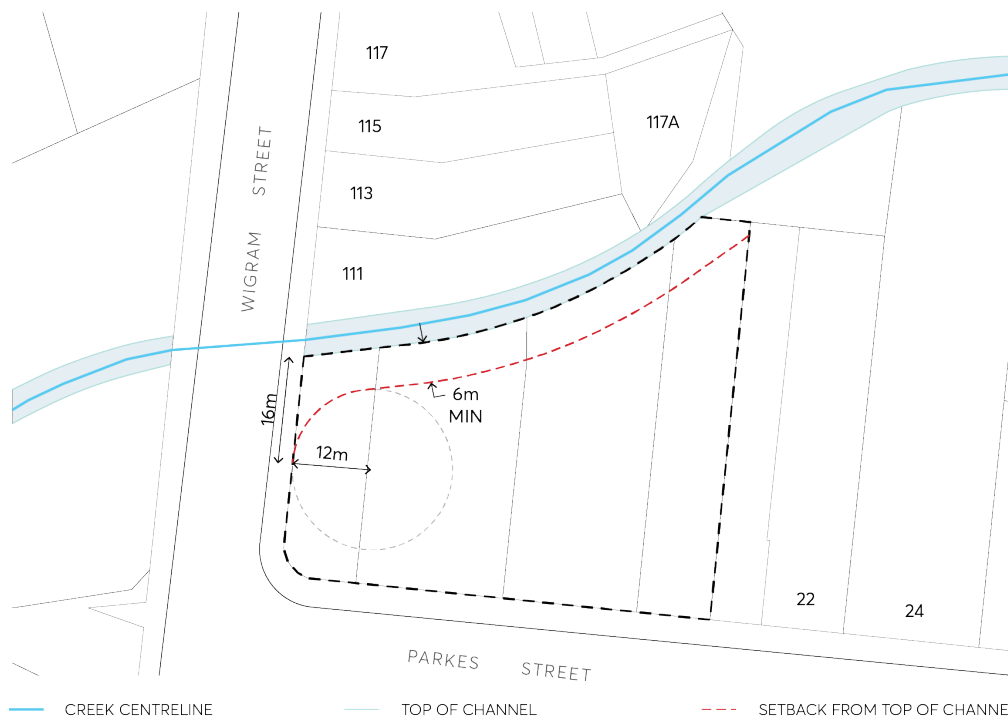 117
115
117A
113
111
WIGRAM STREET
16m
12m
6m
MIN
22
24
PARKES STREET
CREEK CENTRELINE
TOP OF CHANNEL
SETBACK FROM TOP OF CHANNE